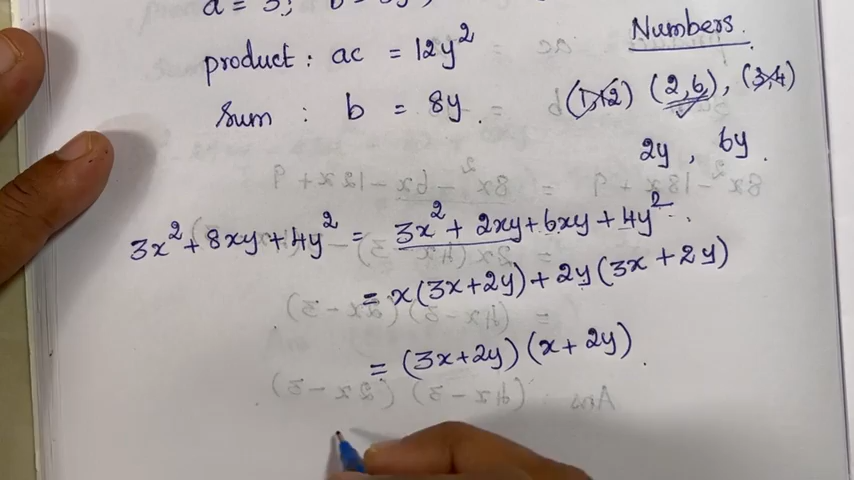 a = 3;
Numbers.
product : ac = 12y²
(1,12) (2,6), (3,4)
sum : b = 8y.
2y , 6y.
3x² + 8xy + 4y² = 3x² + 2xy + 6xy + 4y².
= x(3x+2y) + 2y(3x + 2y)
= (3x+2y) (x + 2y).